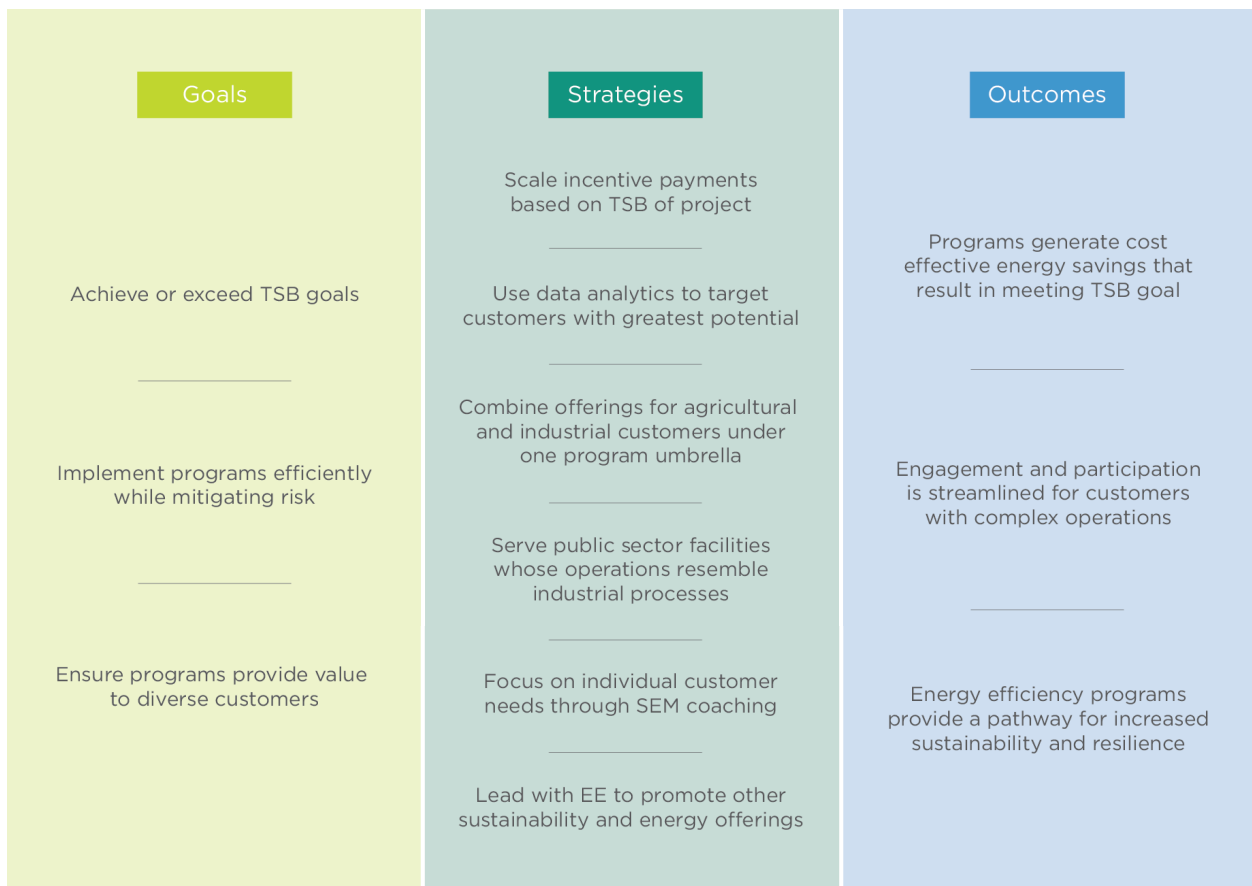 Goals
Achieve or exceed TSB goals
Implement programs efficiently
while mitigating risk
Ensure programs provide value
to diverse customers
Strategies
Scale incentive payments
based on TSB of project
Use data analytics to target
customers with greatest potential
Combine offerings for agricultural
and industrial customers under
one program umbrella
Serve public sector facilities
whose operations resemble
industrial processes
Focus on individual customer
needs through SEM coaching
Lead with EE to promote other
sustainability and energy offerings
Outcomes
Programs generate cost
effective energy savings that
result in meeting TSB goal
Engagement and participation
is streamlined for customers
with complex operations
Energy efficiency programs
provide a pathway for increased
sustainability and resilience